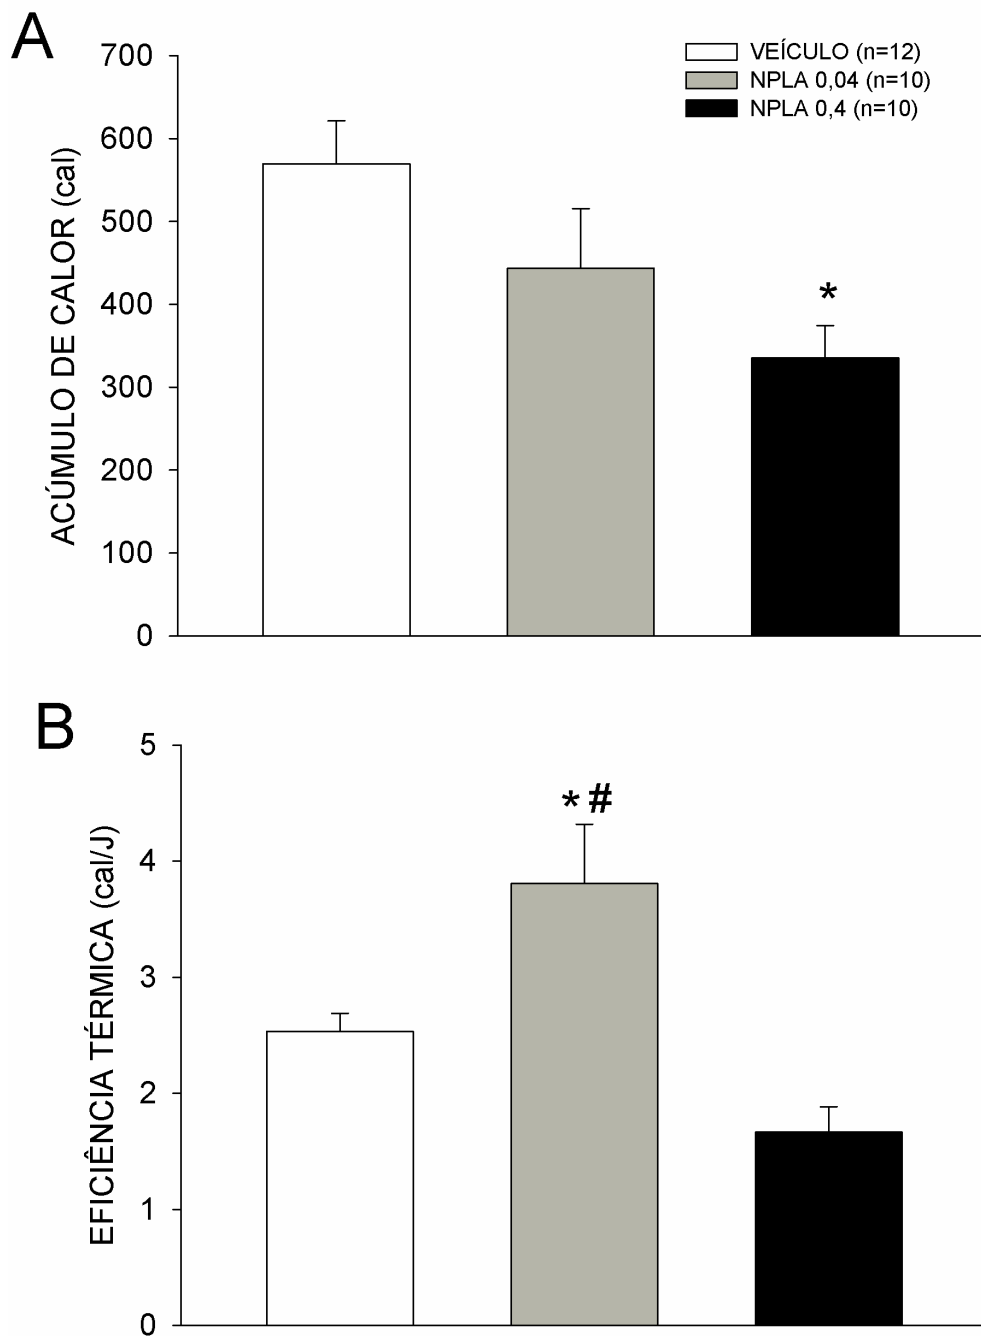 A
ACÚMULO DE CALOR (cal)
700
600
500
400
300
200
100
0
VEÍCULO (n=12)
NPLA 0,04 (n=10)
NPLA 0,4 (n=10)
*
B
EFICIÊNCIA TÉRMICA (cal/J)
5
4
3
2
1
0
* #